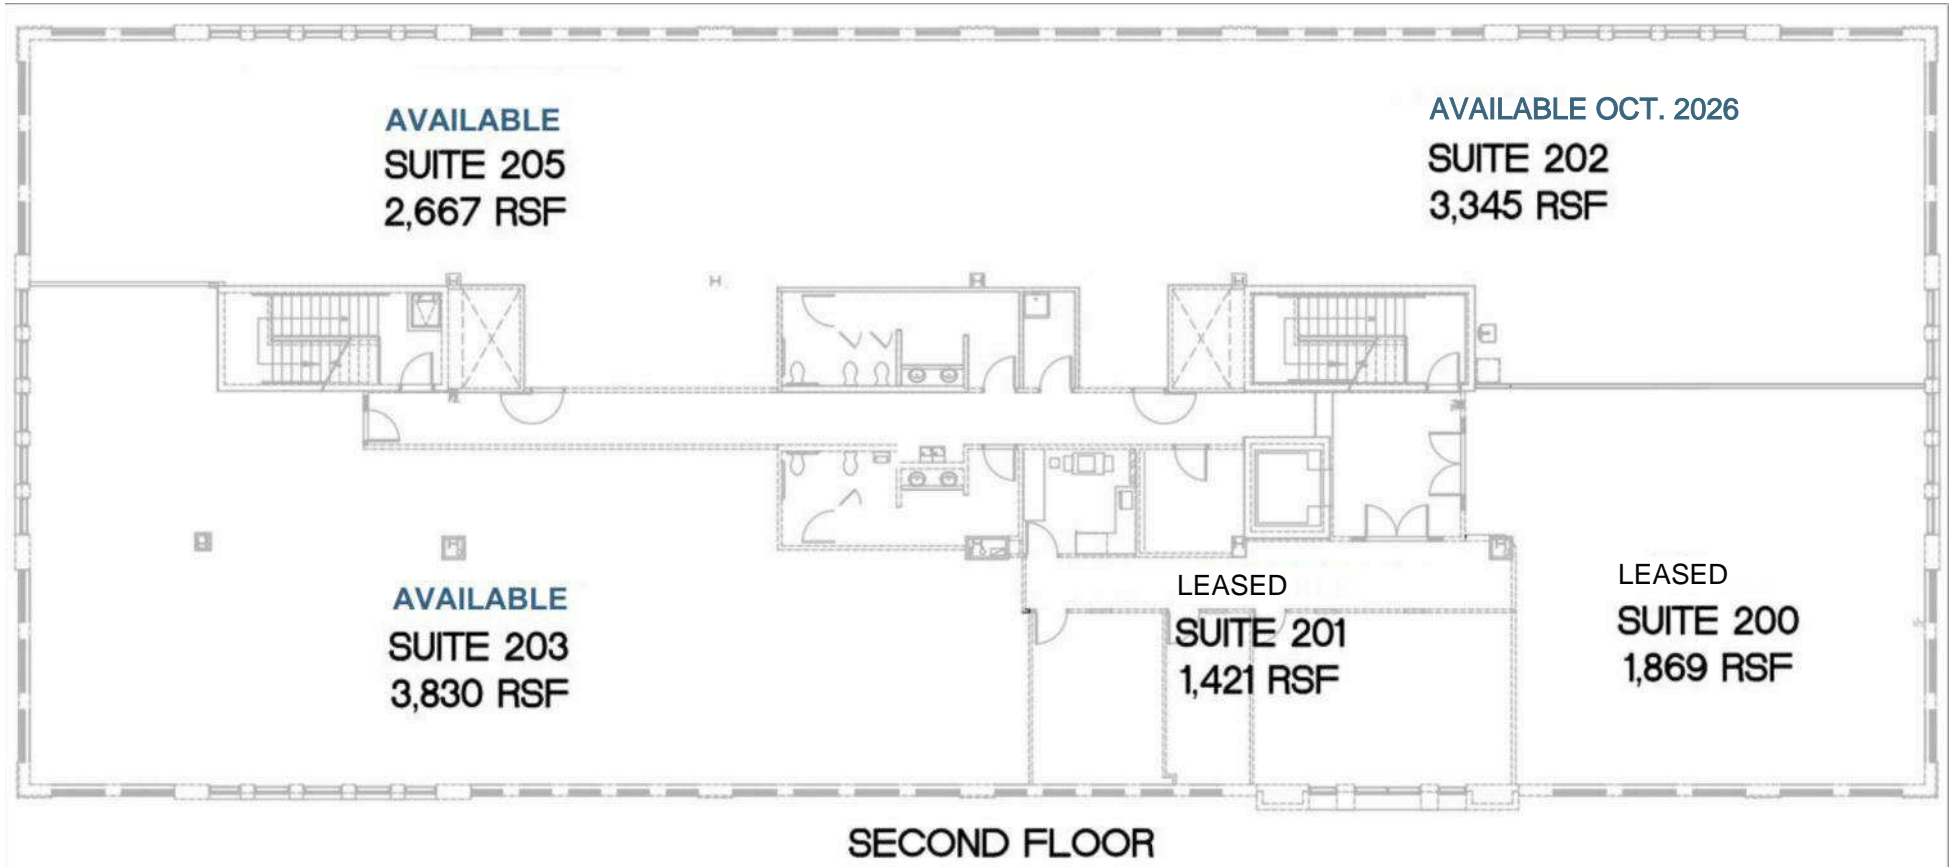 AVAILABLE
SUITE 205
2,667 RSF
AVAILABLE OCT. 2026
SUITE 202
3,345 RSF
AVAILABLE
SUITE 203
3,830 RSF
LEASED
SUITE 201
1,421 RSF
LEASED
SUITE 200
1,869 RSF
SECOND FLOOR